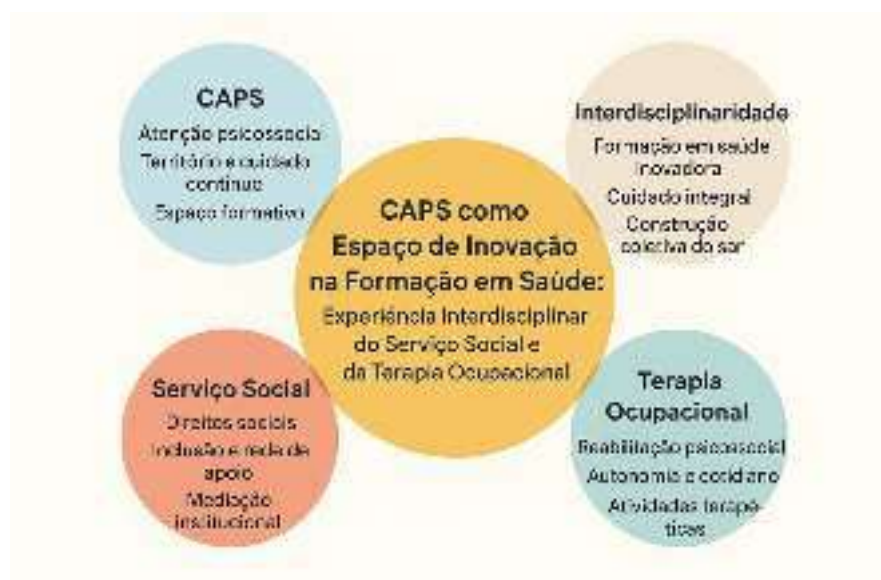 CAPS
Atenção psicossocia
Território e cuidado
contínuo
Espaço formativo
Interdisciplinaridade
Formação em saúde
inovadora
Cuidado integral
Construção
coletiva do sar
CAPS como
Espaço de Inovação
na Formação em Saúde:
Experiência Interdisciplinar
do Serviço Social e
da Terapia Ocupacional
Serviço Social
Direitos sociais
Inclusão e rede de
apoio
Mediação
institucional
Terapia
Ocupacional
Reabilitação psicossocial
Autonomia e cotidiano
Atividades terapê-
ticas